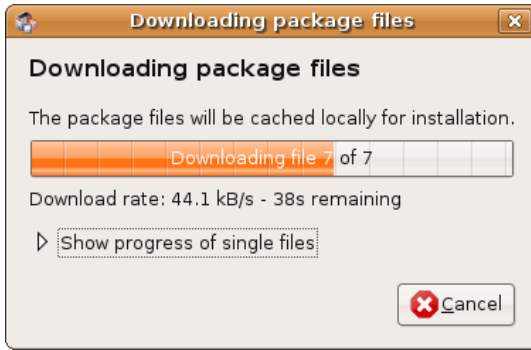 Downloading package files
Downloading package files
The package files will be cached locally for installation.
Downloading file 7 of 7
Download rate: 44.1 kB/s - 38s remaining
Show progress of single files
Cancel